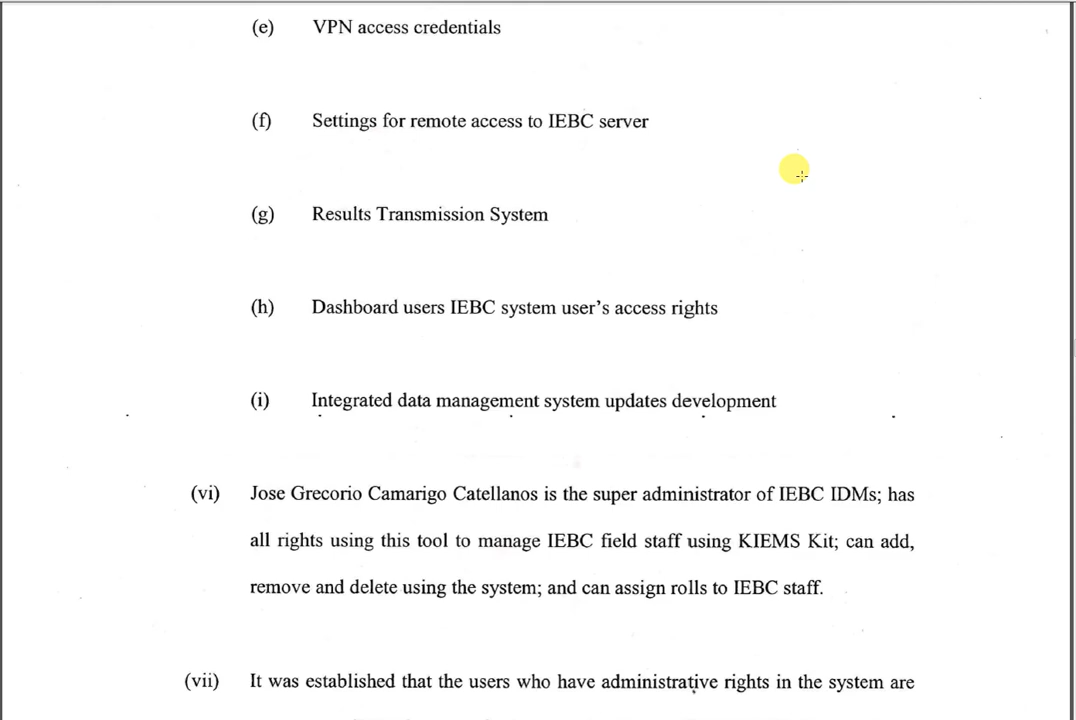 (e) VPN access credentials
(f) Settings for remote access to IEBC server
(g) Results Transmission System
(h) Dashboard users IEBC system user's access rights
(i) Integrated data management system updates development
(vi) Jose Grecorio Camarigo Catellanos is the super administrator of IEBC IDMs; has
all rights using this tool to manage IEBC field staff using KIEMS Kit; can add,
remove and delete using the system; and can assign rolls to IEBC staff.
(vii) It was established that the users who have administrative rights in the system are